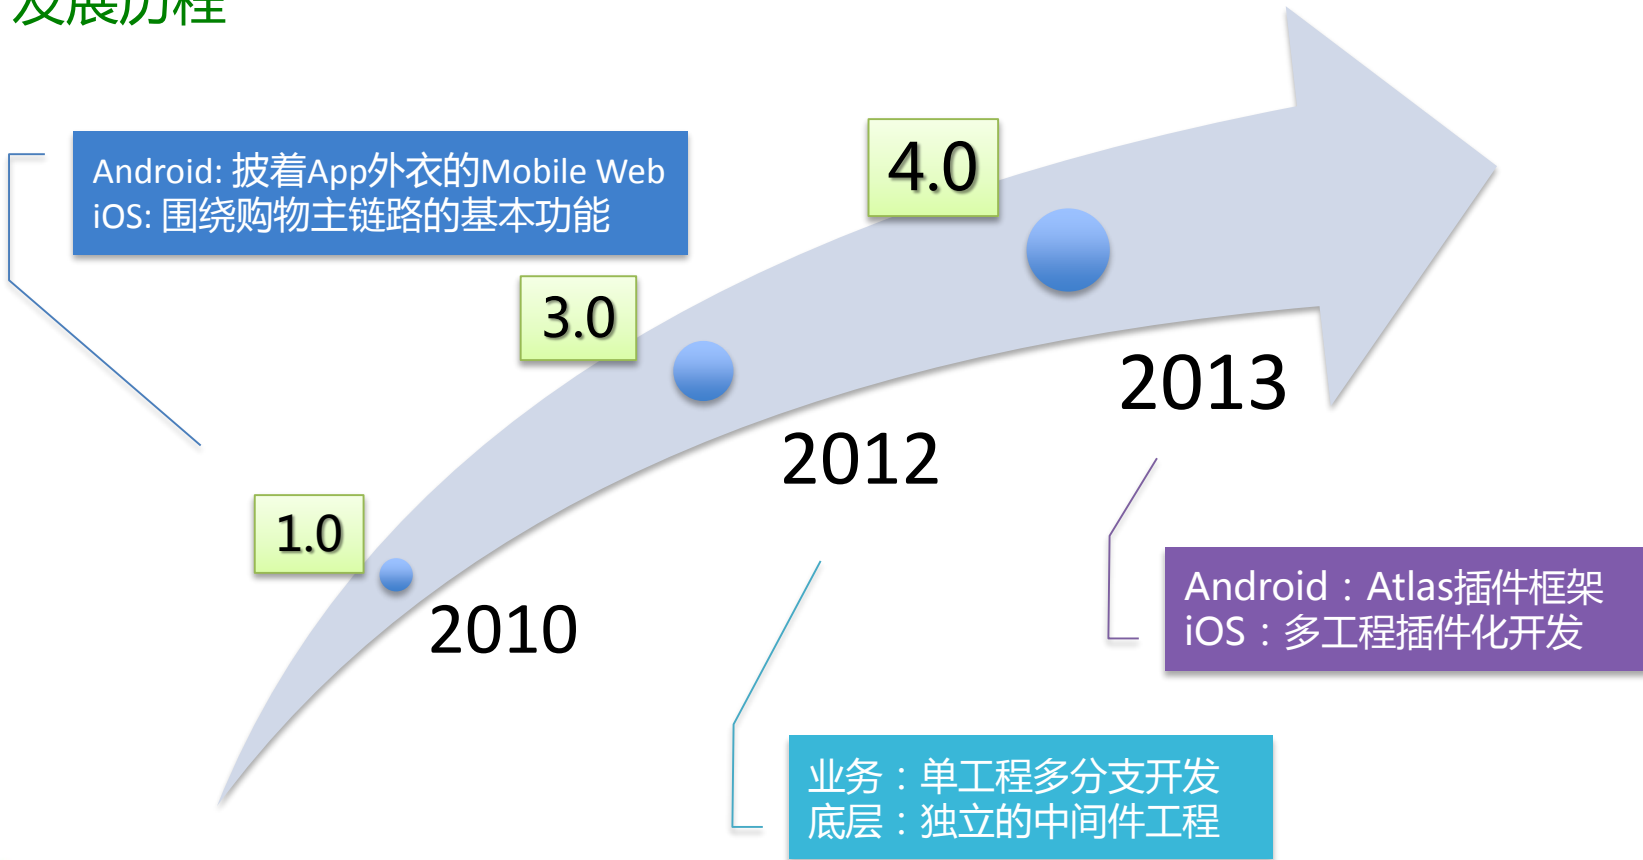 发展历程
Android: 披着App外衣的Mobile Web
iOS: 围绕购物主链路的基本功能
4.0
3.0
2013
2012
1.0
2010
Android：Atlas插件框架
iOS：多工程插件化开发
业务：单工程多分支开发
底层：独立的中间件工程